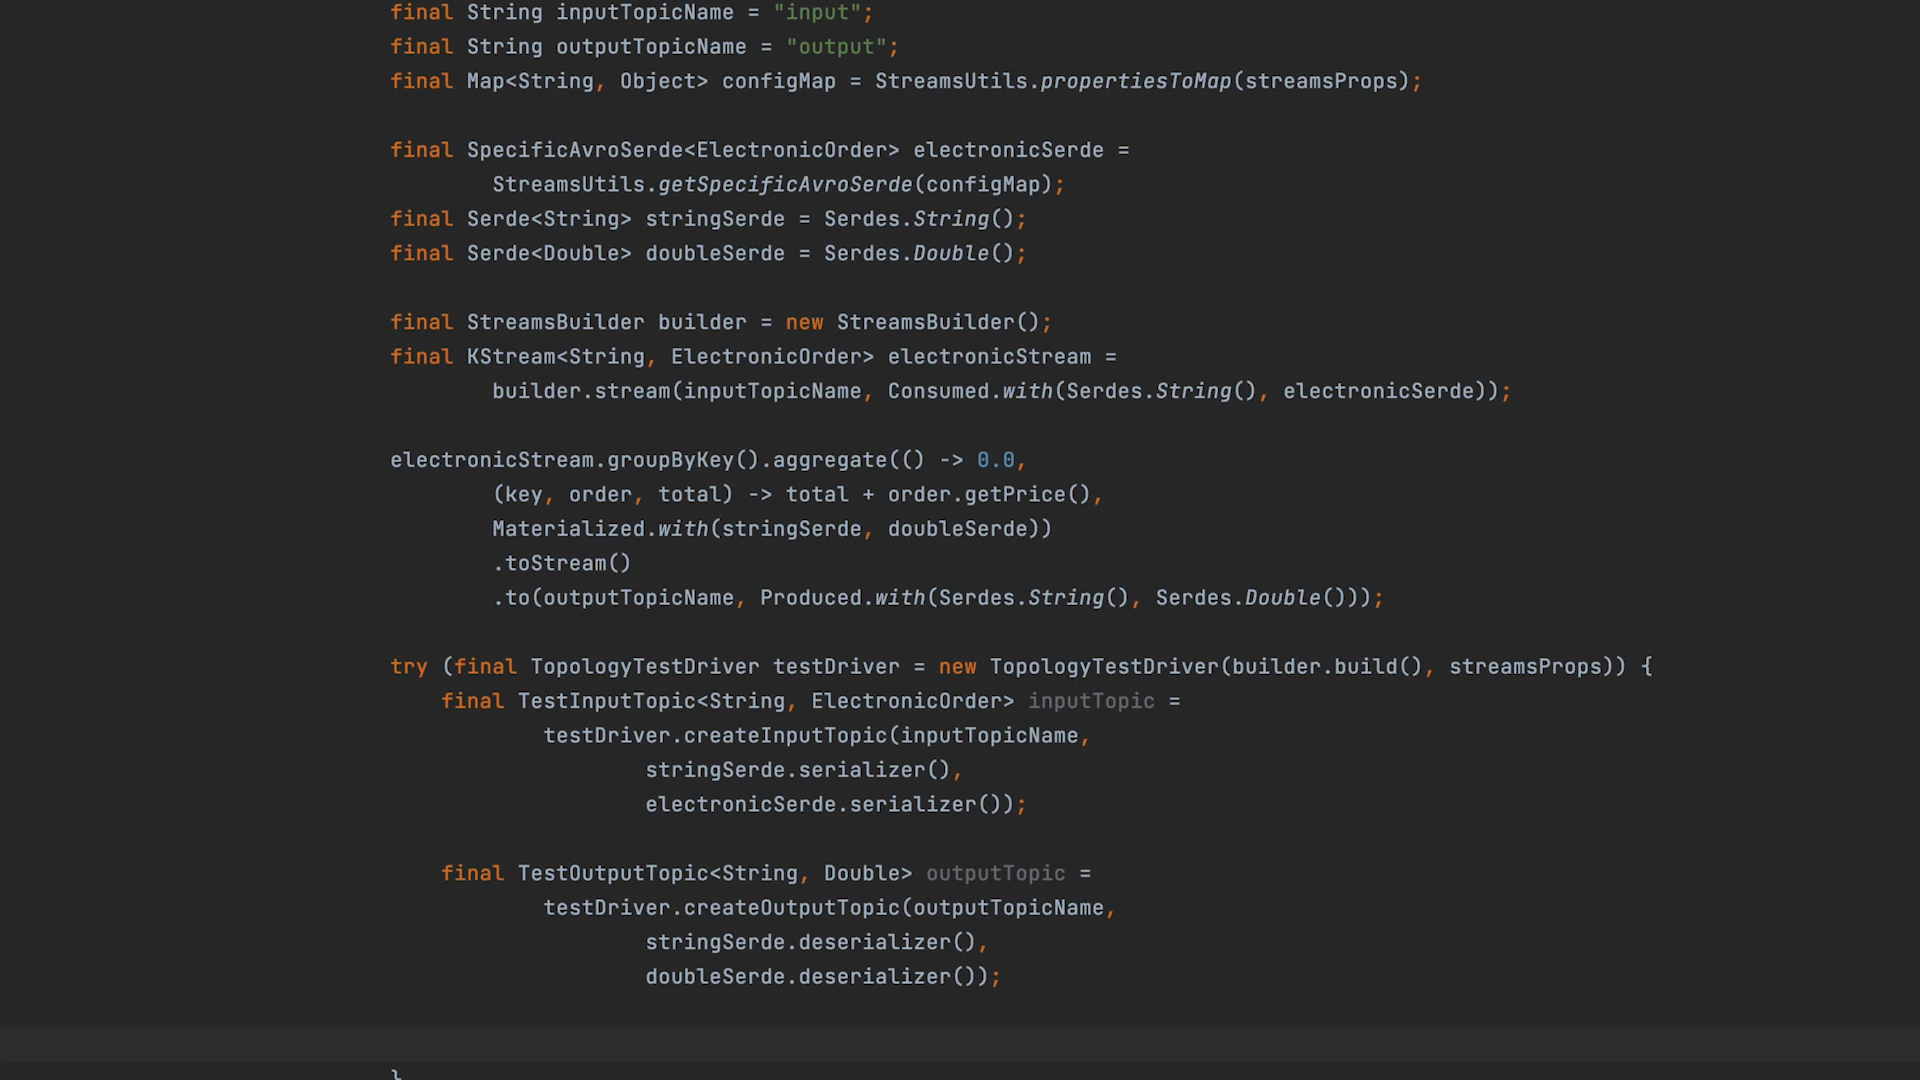 final String inputTopicName = "input";
final String outputTopicName = "output";
final Map<String, Object> configMap = StreamsUtils.propertiesToMap(streamsProps);
final SpecificAvroSerde<ElectronicOrder> electronicSerde =
StreamsUtils.getSpecificAvroSerde(configMap);
final Serde<String> stringSerde = Serdes.String();
final Serde<Double> doubleSerde = Serdes.Double();
final StreamsBuilder builder = new StreamsBuilder();
final KStream<String, ElectronicOrder> electronicStream =
builder.stream(inputTopicName, Consumed.with(Serdes.String(), electronicSerde));
electronicStream.groupByKey().aggregate(() -> 0.0,
(key, order, total) -> total + order.getPrice(),
Materialized.with(stringSerde, doubleSerde))
.toStream()
.to(outputTopicName, Produced.with(Serdes.String(), Serdes.Double()));
try (final TopologyTestDriver testDriver = new TopologyTestDriver(builder.build(), streamsProps)) {
final TestInputTopic<String, ElectronicOrder> inputTopic =
testDriver.createInputTopic(inputTopicName,
stringSerde.serializer(),
electronicSerde.serializer());
final TestOutputTopic<String, Double> outputTopic =
testDriver.createOutputTopic(outputTopicName,
stringSerde.deserializer(),
doubleSerde.deserializer());
}